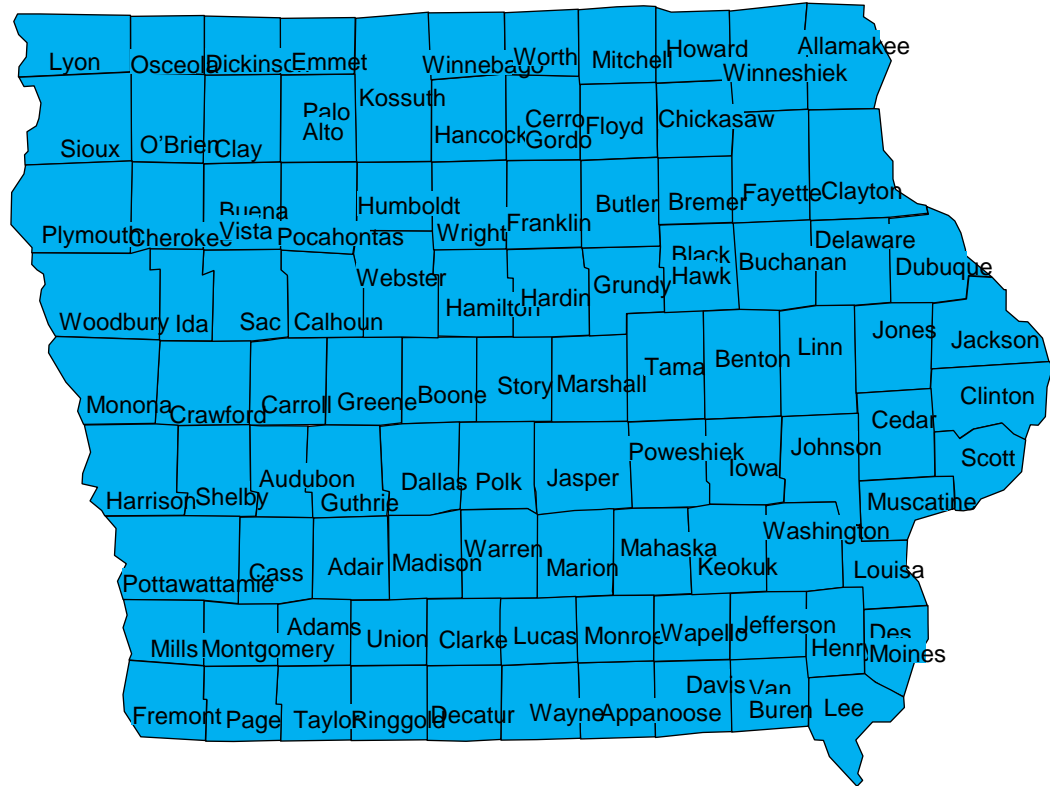 Lyon
Osceola
Dickinson
Emmet
Winnebago
Worth
Mitchell
Howard
Winneshiek
Allamakee
Sioux
O'Brien
Clay
Palo
Alto
Kossuth
Hancock
Cerro
Gordo
Floyd
Chickasaw
Plymouth
Cherokee
Buena
Vista
Pocahontas
Humboldt
Wright
Franklin
Butler
Bremer
Fayette
Clayton
Woodbury
Ida
Sac
Calhoun
Webster
Hamilton
Hardin
Grundy
Black
Hawk
Buchanan
Delaware
Dubuque
Monona
Crawford
Carroll
Greene
Boone
Story
Marshall
Tama
Benton
Linn
Jones
Jackson
Clinton
Cedar
Scott
Harrison
Shelby
Audubon
Guthrie
Dallas
Polk
Jasper
Poweshiek
Iowa
Johnson
Muscatine
Pottawattamie
Cass
Adair
Madison
Warren
Marion
Mahaska
Keokuk
Washington
Louisa
Mills
Montgomery
Adams
Union
Clarke
Lucas
Monroe
Wapello
Jefferson
Henry
Des
Moines
Fremont
Page
Taylor
Ringgold
Decatur
Wayne
Appanoose
Davis
Van
Buren
Lee